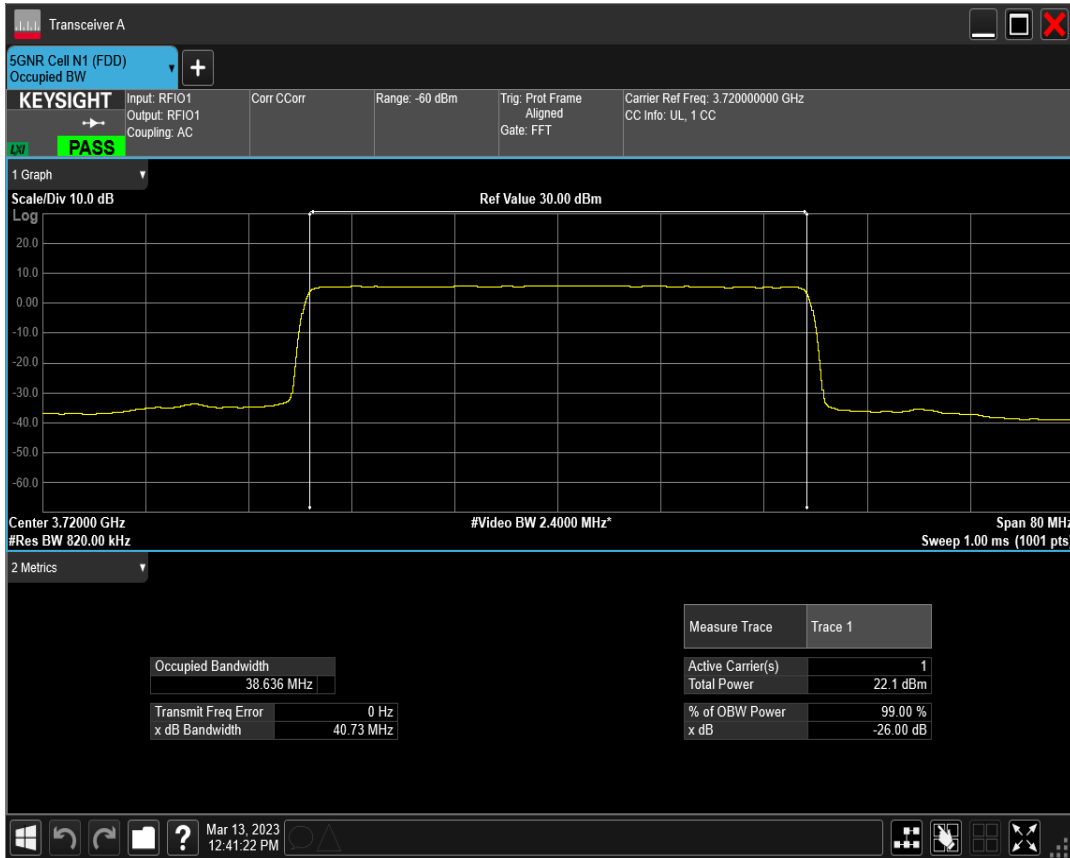 Transceiver A
5GNR Cell N1 (FDD)
Occupied BW
+
KEYSIGHT
LXI
PASS
Input: RFIO1
Output: RFIO1
Coupling: AC
Corr CCorr
Range: -60 dBm
Trig: Prot Frame
Aligned
Gate: FFT
Carrier Ref Freq: 3.720000000 GHz
CC Info: UL, 1 CC
1 Graph
Scale/Div 10.0 dB
Ref Value 30.00 dBm
Log
20.0
10.0
0.00
-10.0
-20.0
-30.0
-40.0
-50.0
-60.0
Center 3.72000 GHz
#Video BW 2.4000 MHz*
Span 80 MHz
#Res BW 820.00 kHz
Sweep 1.00 ms (1001 pts)
2 Metrics
Measure Trace Trace 1
Occupied Bandwidth
38.636 MHz
Transmit Freq Error 0 Hz
x dB Bandwidth 40.73 MHz
Active Carrier(s) 1
Total Power 22.1 dBm
% of OBW Power 99.00 %
x dB -26.00 dB
?
Mar 13, 2023
12:41:22 PM